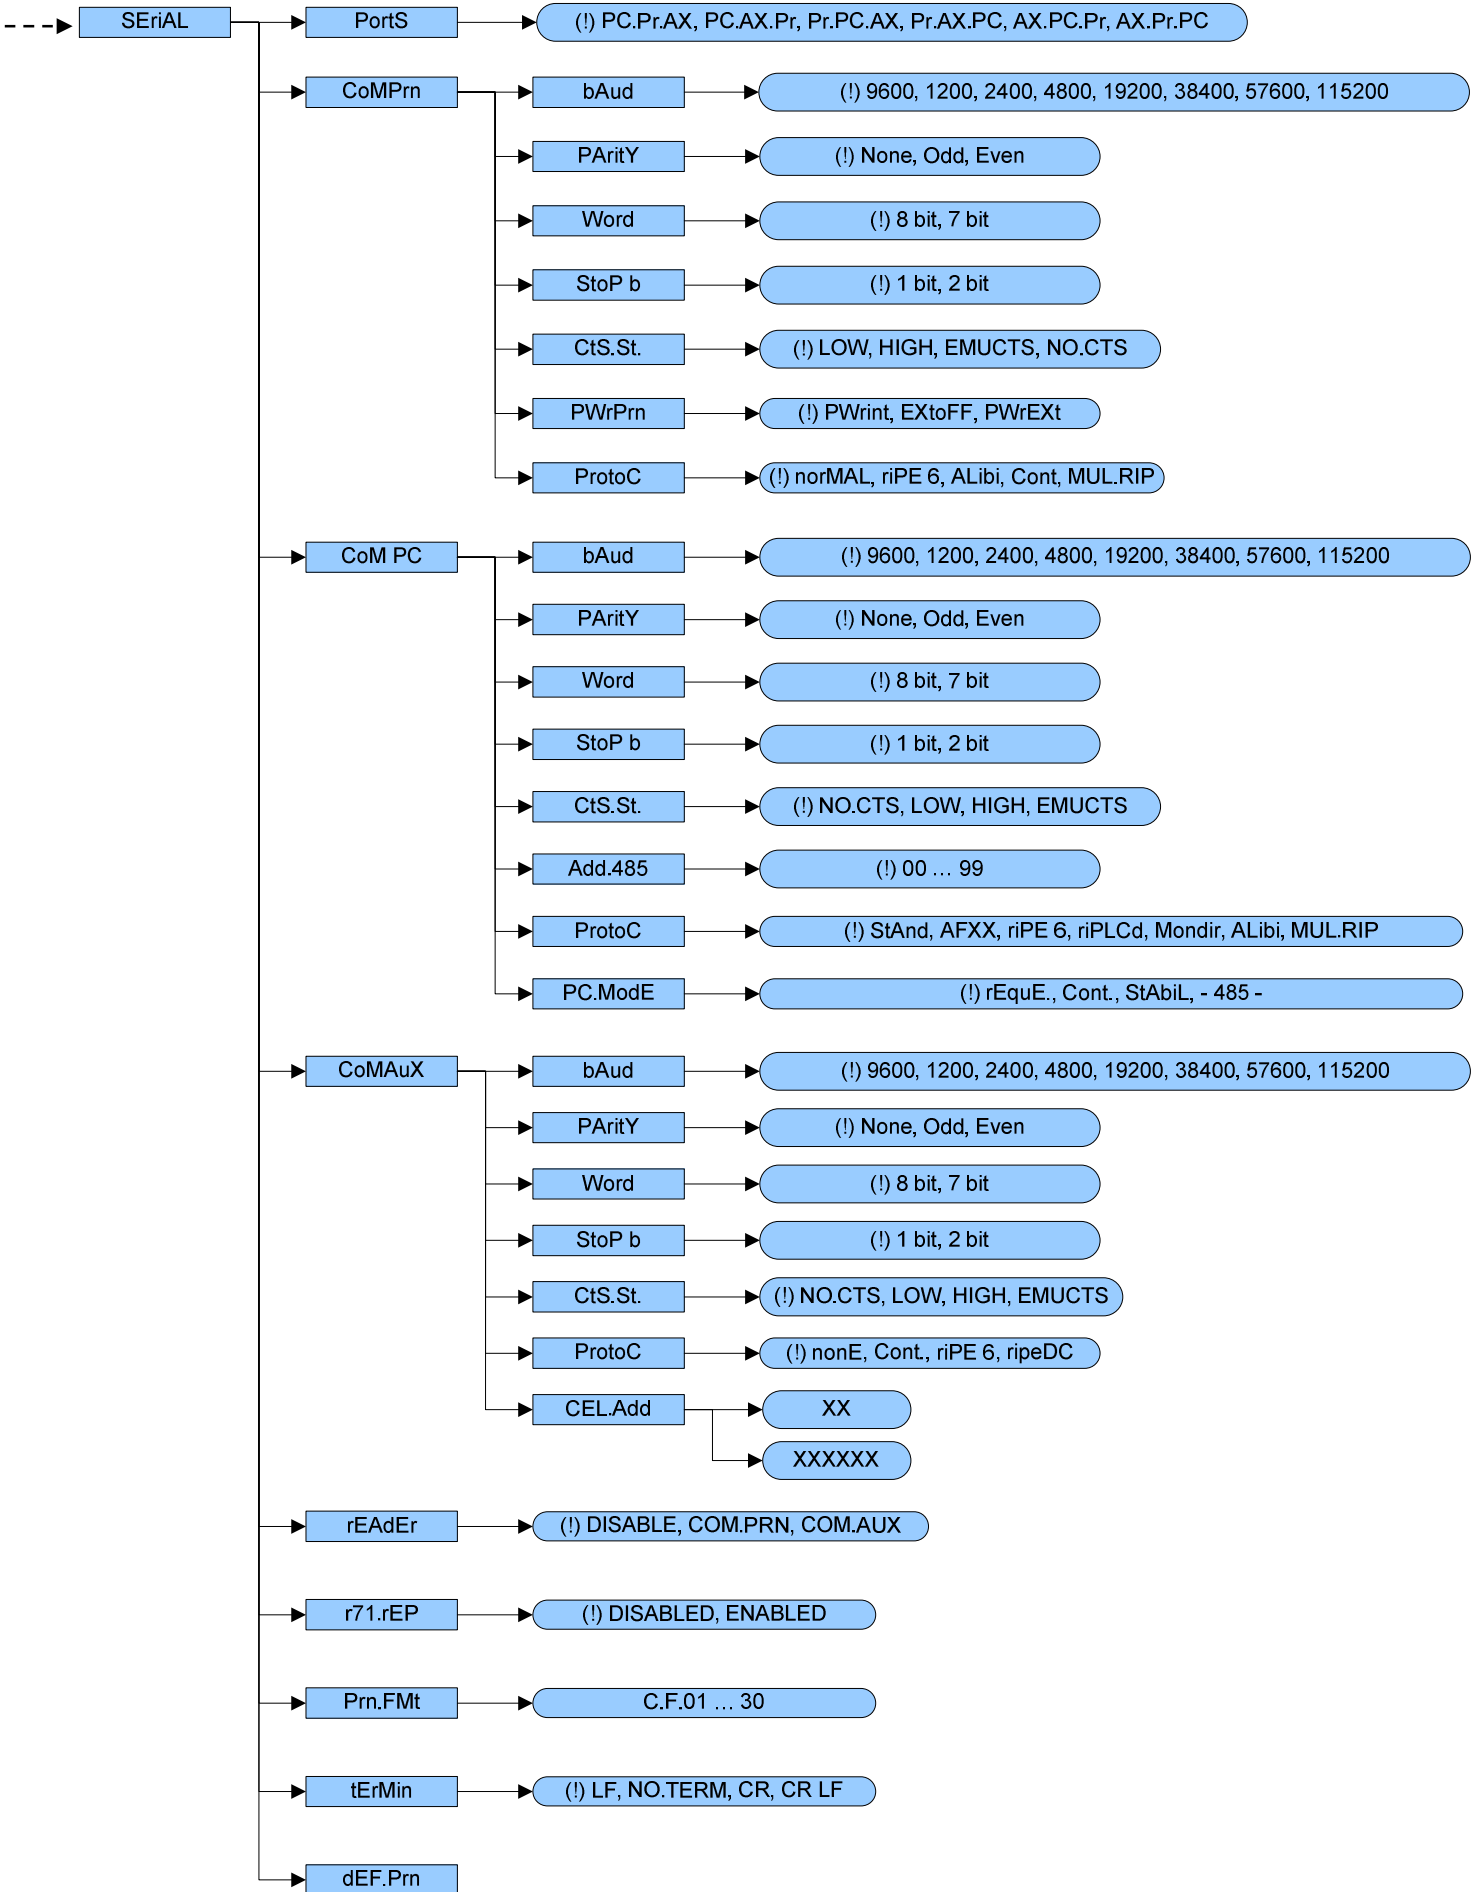 SEriAL
PortS
(!) PC.Pr.AX, PC.AX.Pr, Pr.PC.AX, Pr.AX.PC, AX.PC.Pr, AX.Pr.PC
CoMPrn
bAud
(!) 9600, 1200, 2400, 4800, 19200, 38400, 57600, 115200
PAritY
(!) None, Odd, Even
Word
(!) 8 bit, 7 bit
StoP b
(!) 1 bit, 2 bit
CtS.St.
(!) LOW, HIGH, EMUCTS, NO.CTS
PWrPrn
(!) PWrint, EXtoFF, PWrEXt
ProtoC
(!) norMAL, riPE 6, ALibi, Cont, MUL.RIP
CoM PC
bAud
(!) 9600, 1200, 2400, 4800, 19200, 38400, 57600, 115200
PAritY
(!) None, Odd, Even
Word
(!) 8 bit, 7 bit
StoP b
(!) 1 bit, 2 bit
CtS.St.
(!) NO.CTS, LOW, HIGH, EMUCTS
Add.485
(!) 00 … 99
ProtoC
(!) StAnd, AFXX, riPE 6, riPLCd, Mondir, ALibi, MUL.RIP
PC.ModE
(!) rEquE., Cont., StAbiL, - 485 –
CoMAuX
bAud
(!) 9600, 1200, 2400, 4800, 19200, 38400, 57600, 115200
PAritY
(!) None, Odd, Even
Word
(!) 8 bit, 7 bit
StoP b
(!) 1 bit, 2 bit
CtS.St.
(!) NO.CTS, LOW, HIGH, EMUCTS
ProtoC
(!) nonE, Cont., riPE 6, ripeDC
CEL.Add
XX
XXXXXX
rEAdEr
(!) DISABLE, COM.PRN, COM.AUX
r71.rEP
(!) DISABLED, ENABLED
Prn.FMt
C.F.01 … 30
tErMin
(!) LF, NO.TERM, CR, CR LF
dEF.Prn